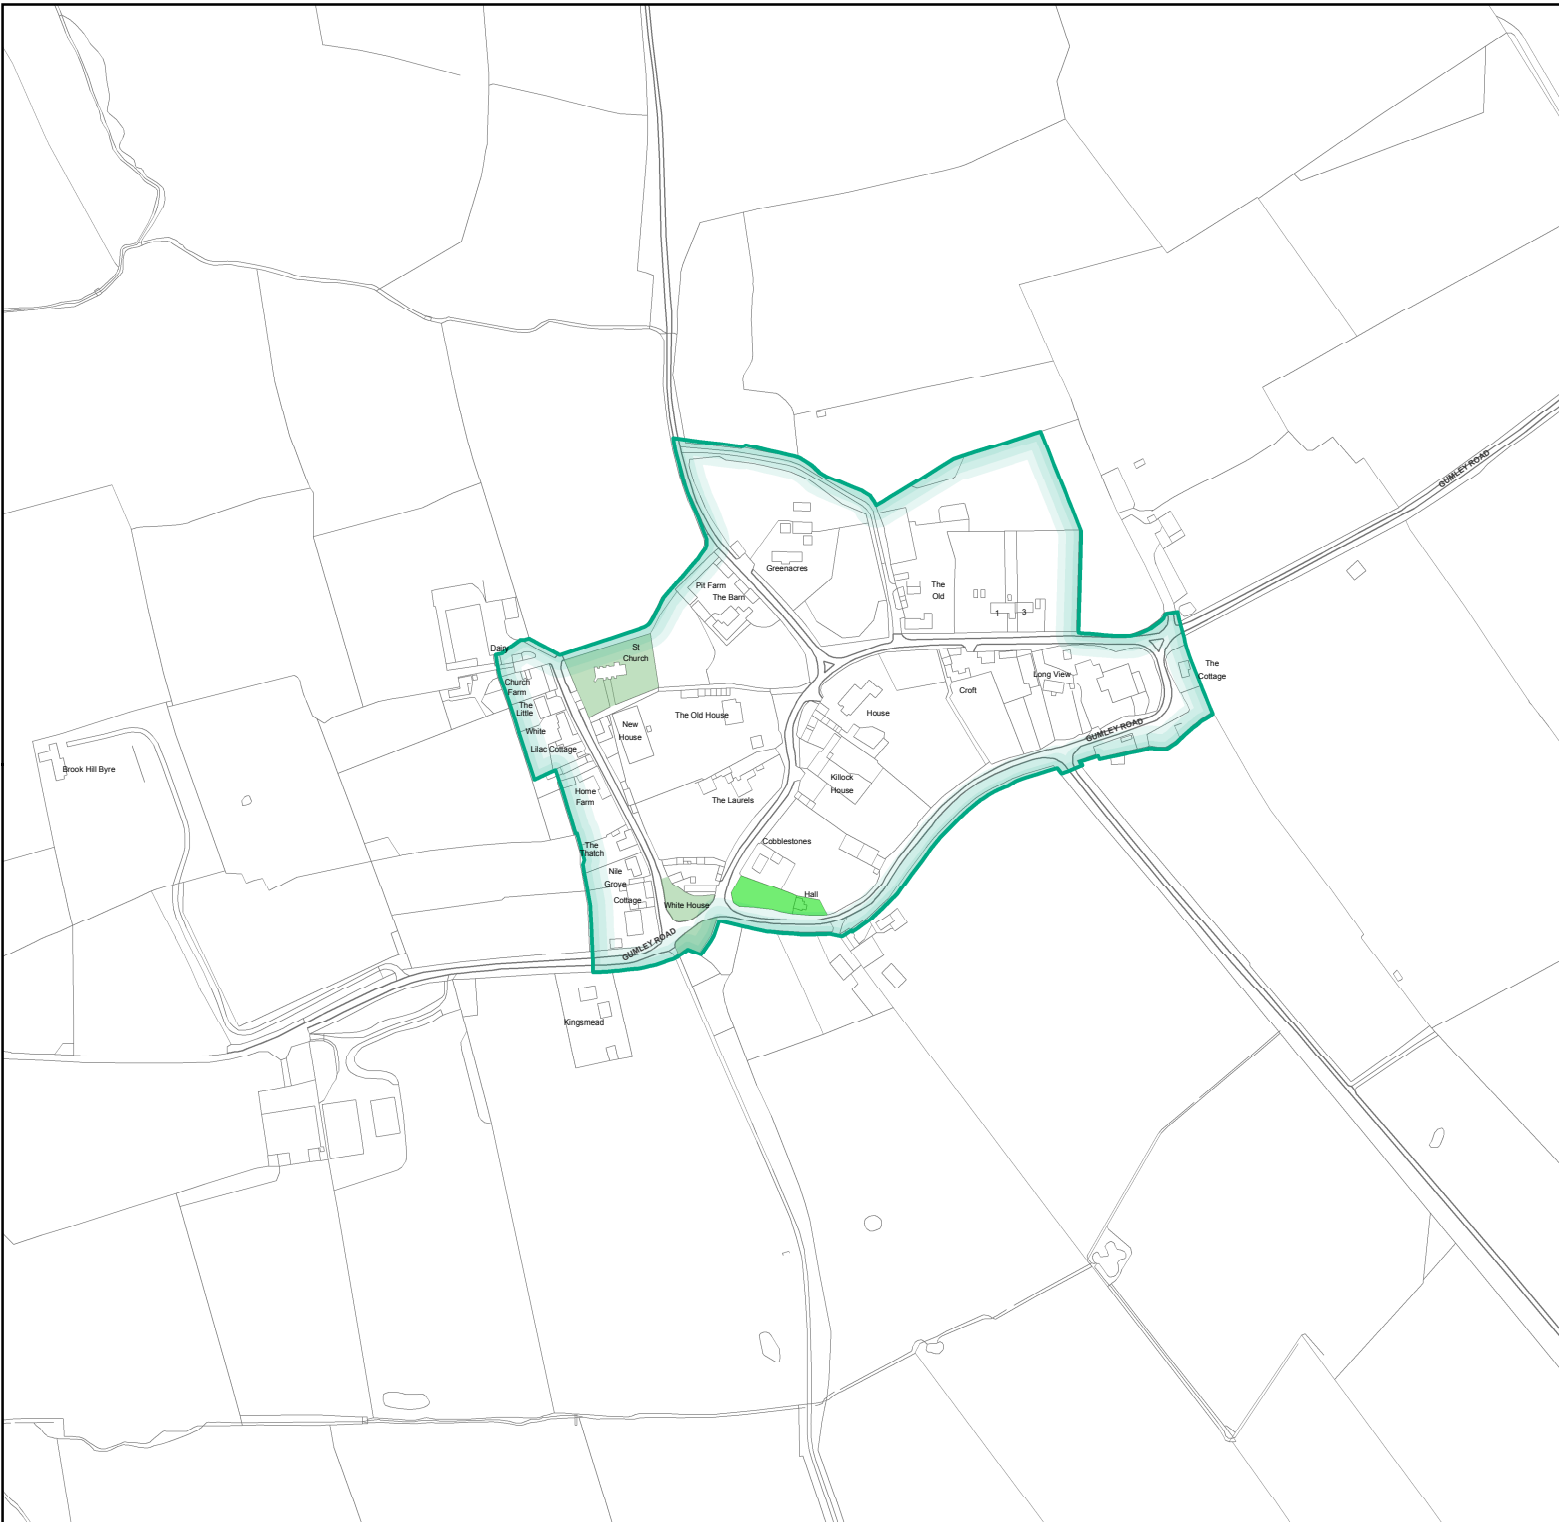 GUMLEY ROAD
Greenacres
Pit Farm
The Barn
The
Old
1
3
St
Church
Dairy
Church
Farm
The
Little
White
Lilac Cottage
New
House
The Old House
House
Croft
Long View
The
Cottage
GUMLEY ROAD
Brook Hill Byre
Home
Farm
The Laurels
Killock
House
The
Thatch
Cobblestones
Nile
Grove
Cottage
White House
Hall
GUMLEY ROAD
Kingsmead